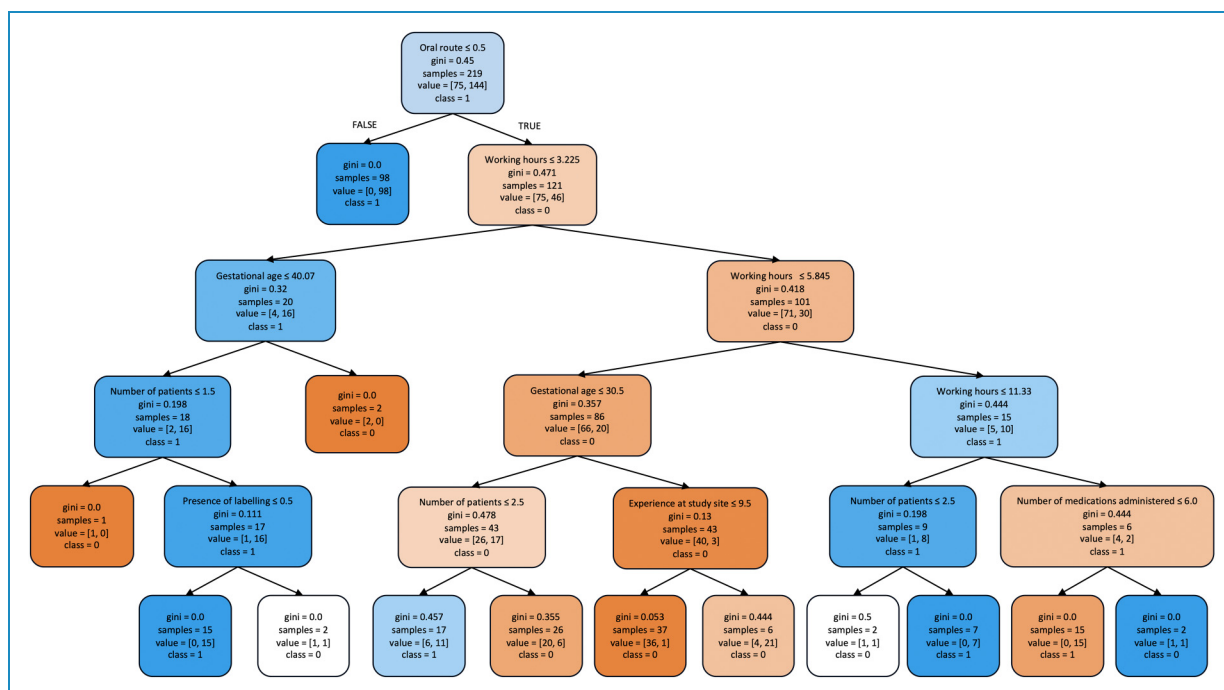 Oral route ≤ 0.5
gini = 0.45
samples = 219
value = [75, 144]
class = 1
FALSE
TRUE
gini = 0.0
samples = 98
value = [0, 98]
class = 1
Working hours ≤ 3.225
gini = 0.471
samples = 121
value = [75, 46]
class = 0
Gestational age ≤ 40.07
gini = 0.32
samples = 20
value = [4, 16]
class = 1
Working hours ≤ 5.845
gini = 0.418
samples = 101
value = [71, 30]
class = 0
Number of patients ≤ 1.5
gini = 0.198
samples = 18
value = [2, 16]
class = 1
gini = 0.0
samples = 2
value = [2, 0]
class = 0
Gestational age ≤ 30.5
gini = 0.357
samples = 86
value = [66, 20]
class = 0
Working hours ≤ 11.33
gini = 0.444
samples = 15
value = [5, 10]
class = 1
gini = 0.0
samples = 1
value = [1, 0]
class = 0
Presence of labelling ≤ 0.5
gini = 0.111
samples = 17
value = [1, 16]
class = 1
Number of patients ≤ 2.5
gini = 0.478
samples = 43
value = [26, 17]
class = 0
Experience at study site ≤ 9.5
gini = 0.13
samples = 43
value = [40, 3]
class = 0
Number of patients ≤ 2.5
gini = 0.198
samples = 9
value = [1, 8]
class = 1
Number of medications administered ≤ 6.0
gini = 0.444
samples = 6
value = [4, 2]
class = 1
gini = 0.0
samples = 15
value = [0, 15]
class = 1
gini = 0.0
samples = 2
value = [1, 1]
class = 0
gini = 0.457
samples = 17
value = [6, 11]
class = 1
gini = 0.355
samples = 26
value = [20, 6]
class = 0
gini = 0.053
samples = 37
value = [36, 1]
class = 0
gini = 0.444
samples = 6
value = [4, 21]
class = 0
gini = 0.5
samples = 2
value = [1, 1]
class = 0
gini = 0.0
samples = 7
value = [0, 7]
class = 1
gini = 0.0
samples = 15
value = [0, 15]
class = 1
gini = 0.0
samples = 2
value = [1, 1]
class = 0